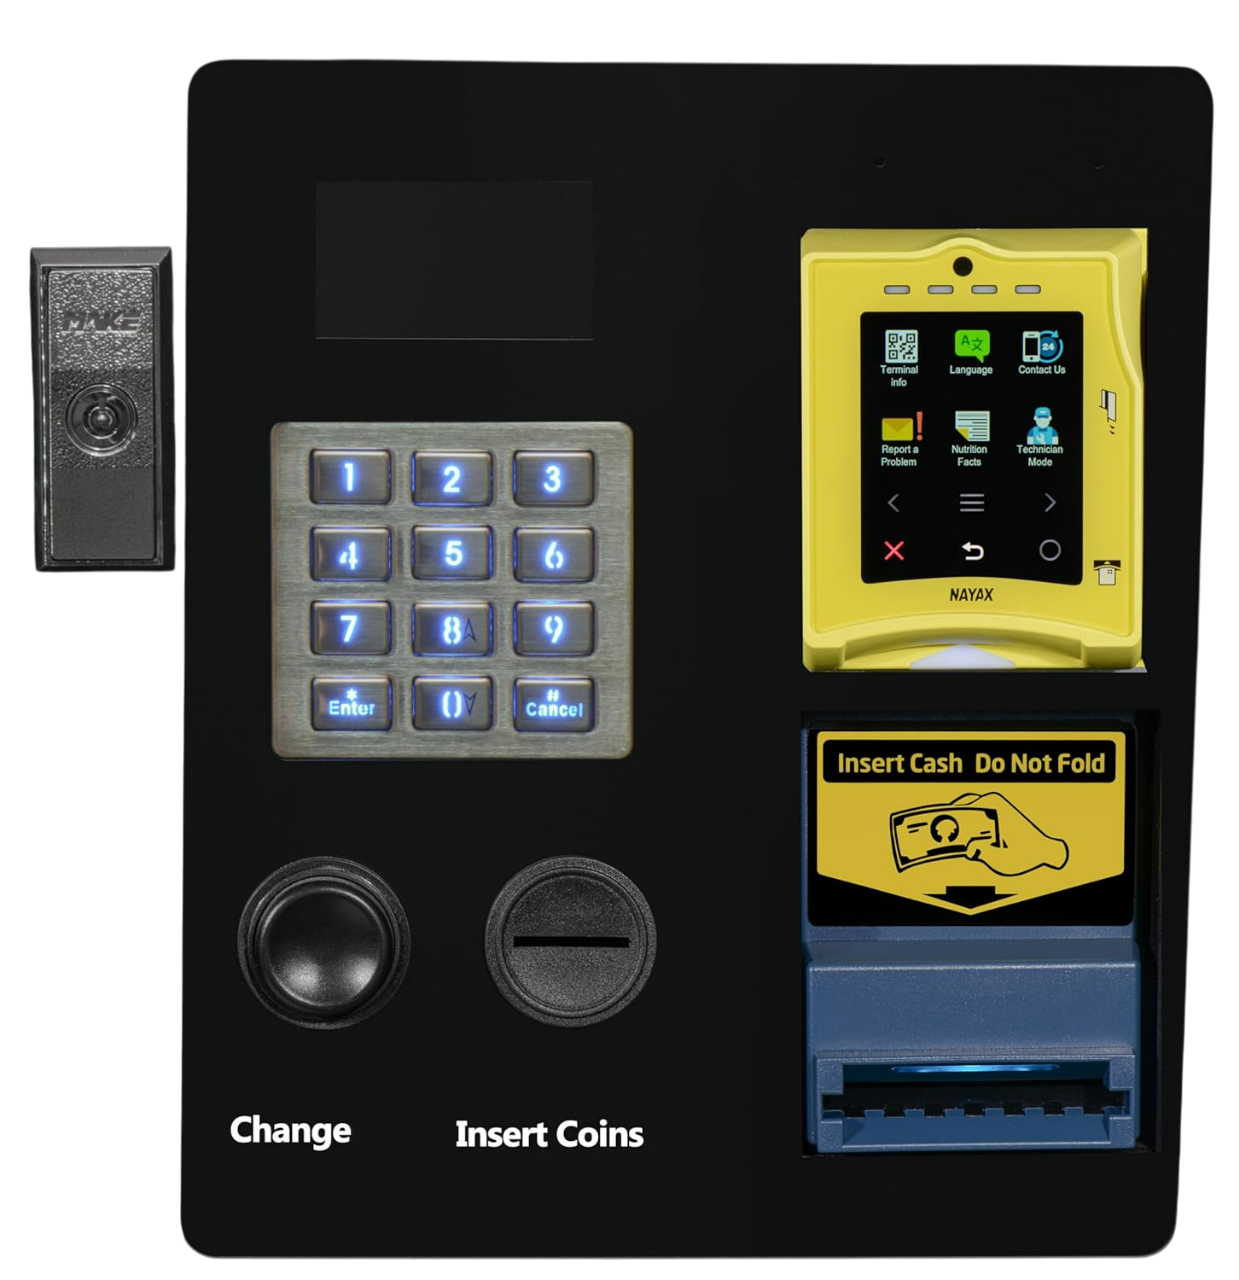 MAKE
1 2 3
4 5 6
7 8 9
* 0 #
Enter Cancel
Change
Insert Coins
24
Terminal
info
Language
Contact Us
Report a
Problem
Nutrition
Facts
Technician
Mode
NAYAX
Insert Cash Do Not Fold